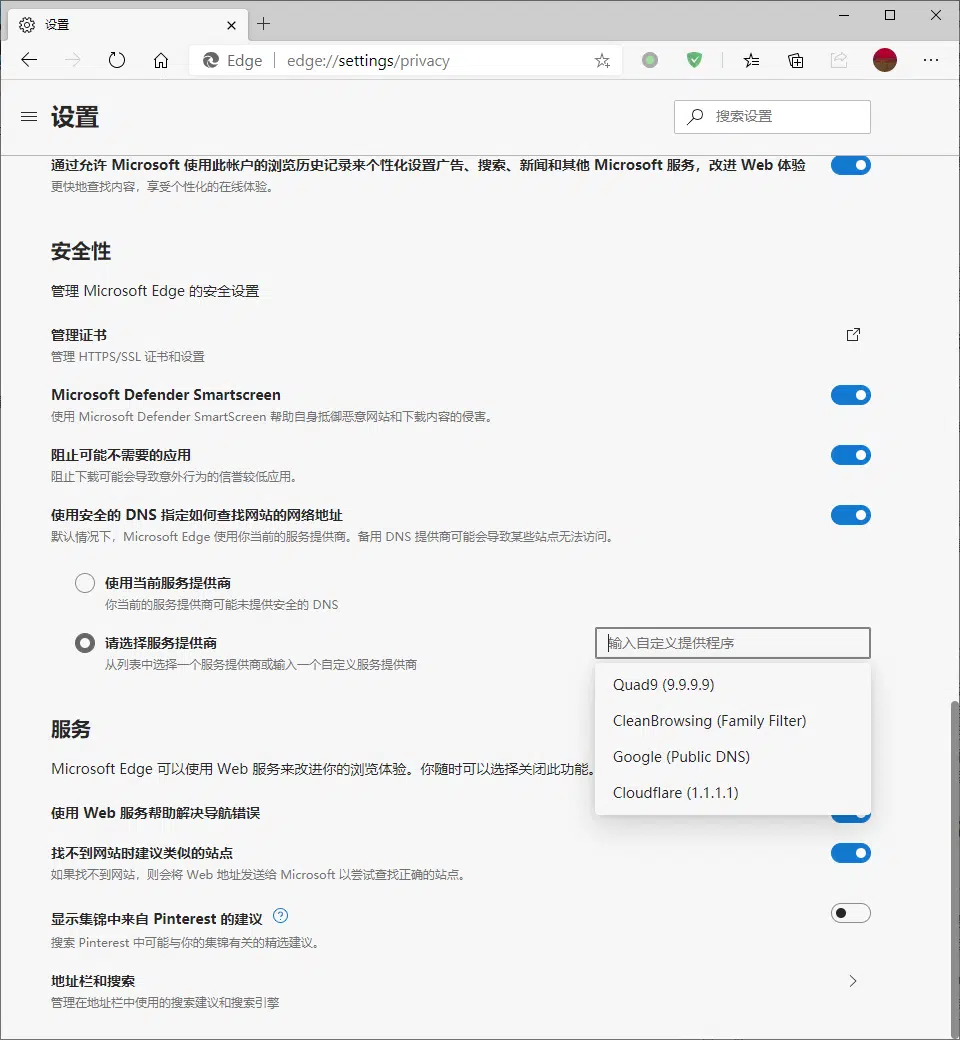 设置
Edge edge://settings/privacy
设置
搜索设置
通过允许 Microsoft 使用此帐户的浏览历史记录来个性化设置广告、搜索、新闻和其他 Microsoft 服务，改进 Web 体验
更快地查找内容，享受个性化的在线体验。
安全性
管理 Microsoft Edge 的安全设置
管理证书
管理 HTTPS/SSL 证书和设置
Microsoft Defender Smartscreen
使用 Microsoft Defender SmartScreen 帮助自身抵御恶意网站和下载内容的侵害。
阻止可能不需要的应用
阻止下载可能会导致意外行为的信誉较低应用。
使用安全的 DNS 指定如何查找网站的网络地址
默认情况下，Microsoft Edge 使用你当前的服务提供商。备用 DNS 提供商可能会导致某些站点无法访问。
使用当前服务提供商
你当前的服务提供商可能未提供安全的 DNS
请选择服务提供商
输入自定义提供程序
从列表中选择一个服务提供商或输入一个自定义服务提供商
Quad9 (9.9.9.9)
CleanBrowsing (Family Filter)
Google (Public DNS)
Cloudflare (1.1.1.1)
服务
Microsoft Edge 可以使用 Web 服务来改进你的浏览体验。你随时可以选择关闭此功能。
使用 Web 服务帮助解决导航错误
找不到网站时建议类似的站点
如果找不到网站，则会将 Web 地址发送给 Microsoft 以尝试查找正确的站点。
显示集锦中来自 Pinterest 的建议
搜索 Pinterest 中可能与你的集锦有关的精选建议。
地址栏和搜索
管理在地址栏中使用的搜索建议和搜索引擎